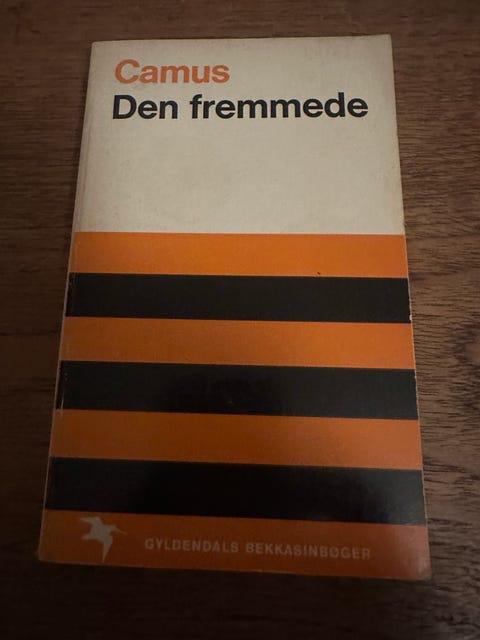 Camus
Den fremmede
GYLDENDALS BEKKASINBØGER